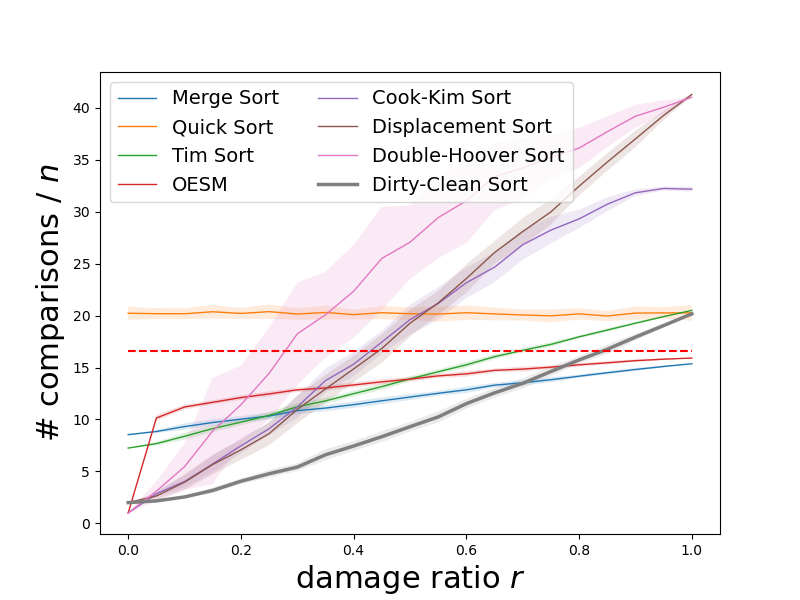 Merge Sort
Quick Sort
Tim Sort
OESM
Cook-Kim Sort
Displacement Sort
Double-Hoover Sort
Dirty-Clean Sort
# comparisons / n
40
35
30
25
20
15
10
5
0
0.0 0.2 0.4 0.6 0.8 1.0
damage ratio r